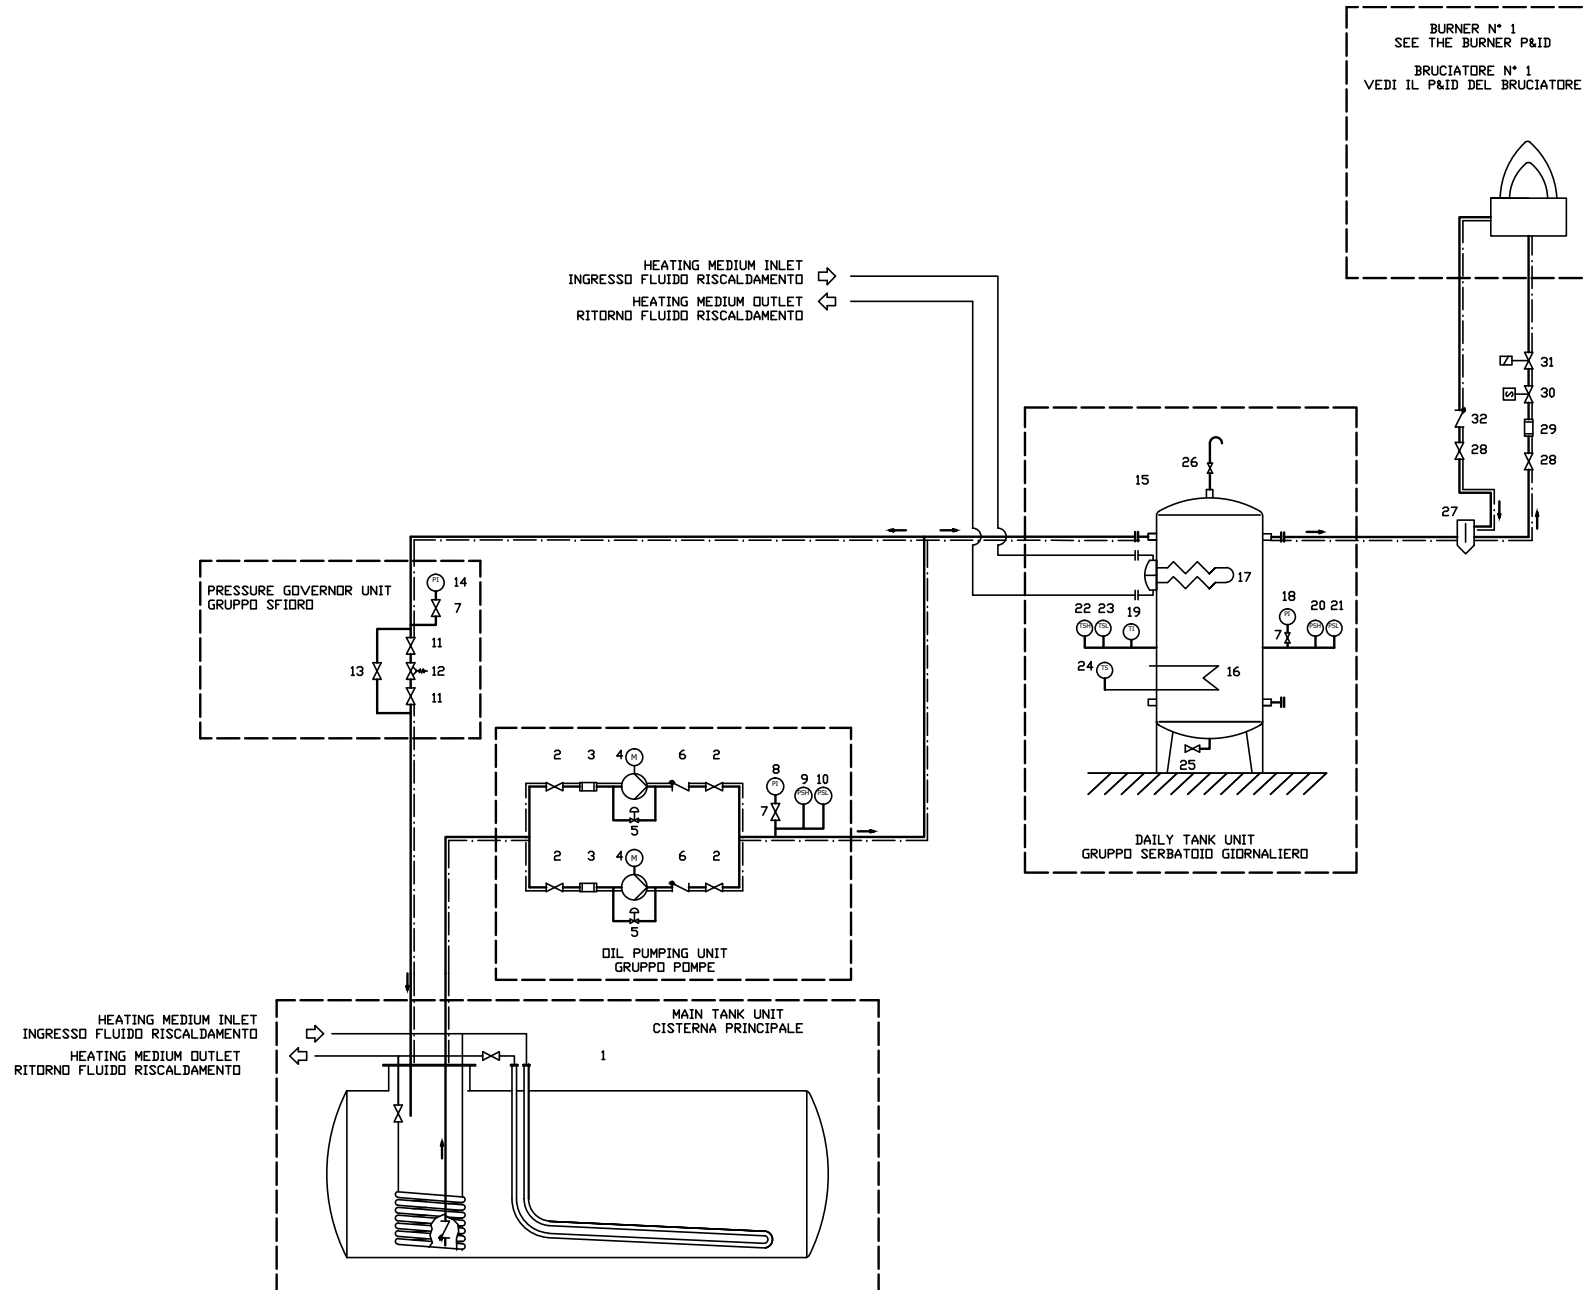 BURNER N° 1
SEE THE BURNER P&ID
BRUCIATORE N° 1
VEDI IL P&ID DEL BRUCIATORE
HEATING MEDIUM INLET
INGRESSO FLUIDO RISCALDAMENTO
HEATING MEDIUM OUTLET
RITORNO FLUIDO RISCALDAMENTO
31
30
29
28
32
28
27
26
15
17
22 23 19
TSH TSL TI
18 20 21
PI PSH PSL
7
24 TS
16
25
DAILY TANK UNIT
GRUPPO SERBATOIO GIORNALIERO
PRESSURE GOVERNOR UNIT
GRUPPO SFIORO
PI 14
7
11
13 12
11
2 3 4 M 6 2
5
8 9 10
PI PSH PSL
7
2 3 4 M 6 2
5
OIL PUMPING UNIT
GRUPPO POMPE
MAIN TANK UNIT
CISTERNA PRINCIPALE
HEATING MEDIUM INLET
INGRESSO FLUIDO RISCALDAMENTO
HEATING MEDIUM OUTLET
RITORNO FLUIDO RISCALDAMENTO
1